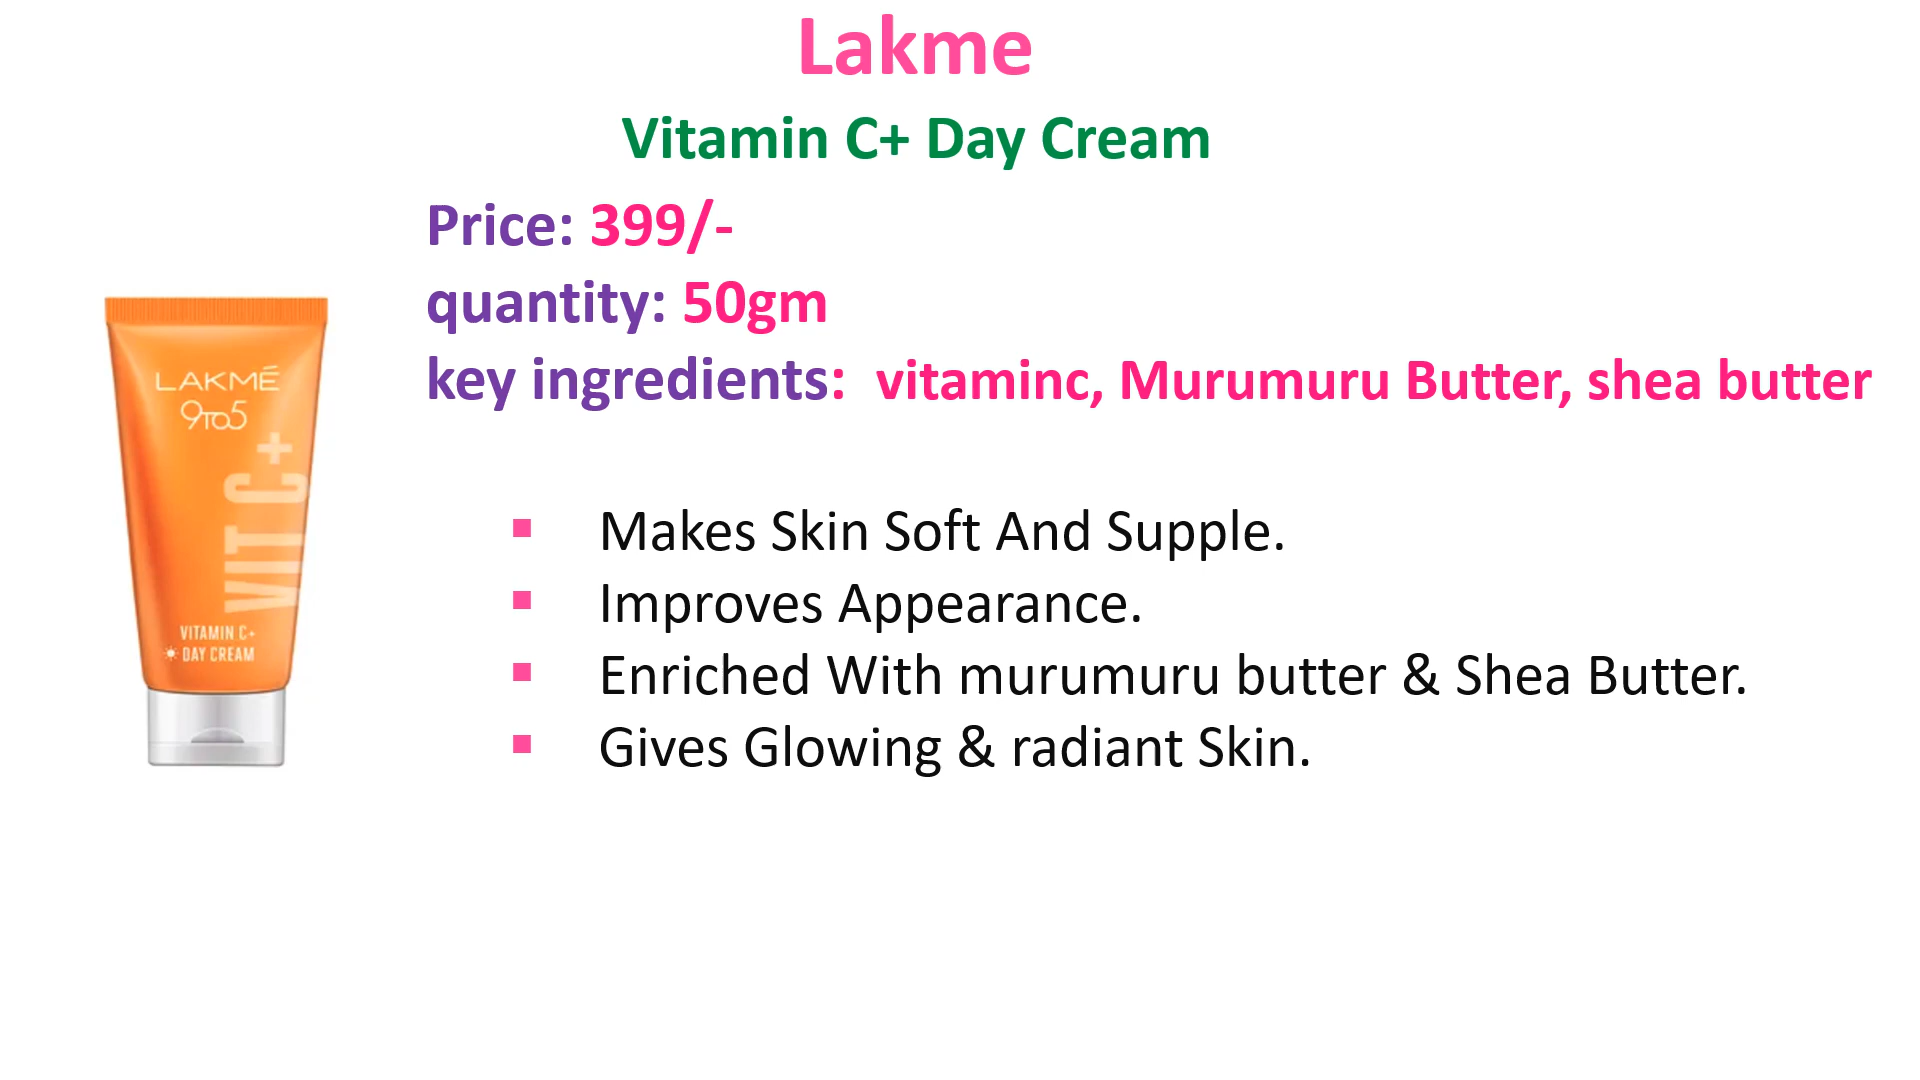 Lakme
Vitamin C+ Day Cream
Price: 399/-
quantity: 50gm
key ingredients: vitaminc, Murumuru Butter, shea butter
LAKMÉ
9TO5
VIT C+
VITAMIN C+
DAY CREAM
Makes Skin Soft And Supple.
Improves Appearance.
Enriched With murumuru butter & Shea Butter.
Gives Glowing & radiant Skin.